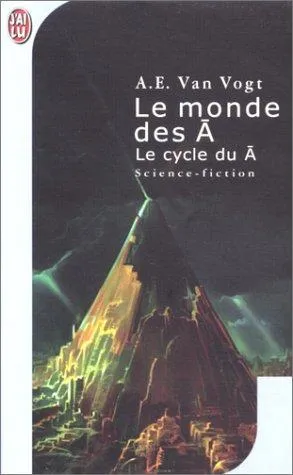 J'AI
LU
A.E. Van Vogt
Le monde
des Ā
Le cycle du Ā
Science-fiction